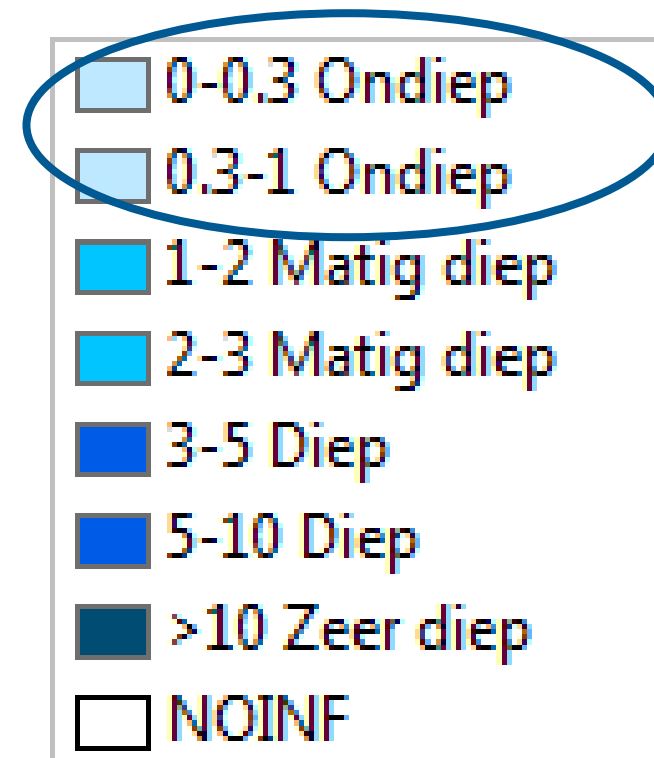 0-0.3 Ondiep
0.3-1 Ondiep
1-2 Matig diep
2-3 Matig diep
3-5 Diep
5-10 Diep
>10 Zeer diep
NOINF